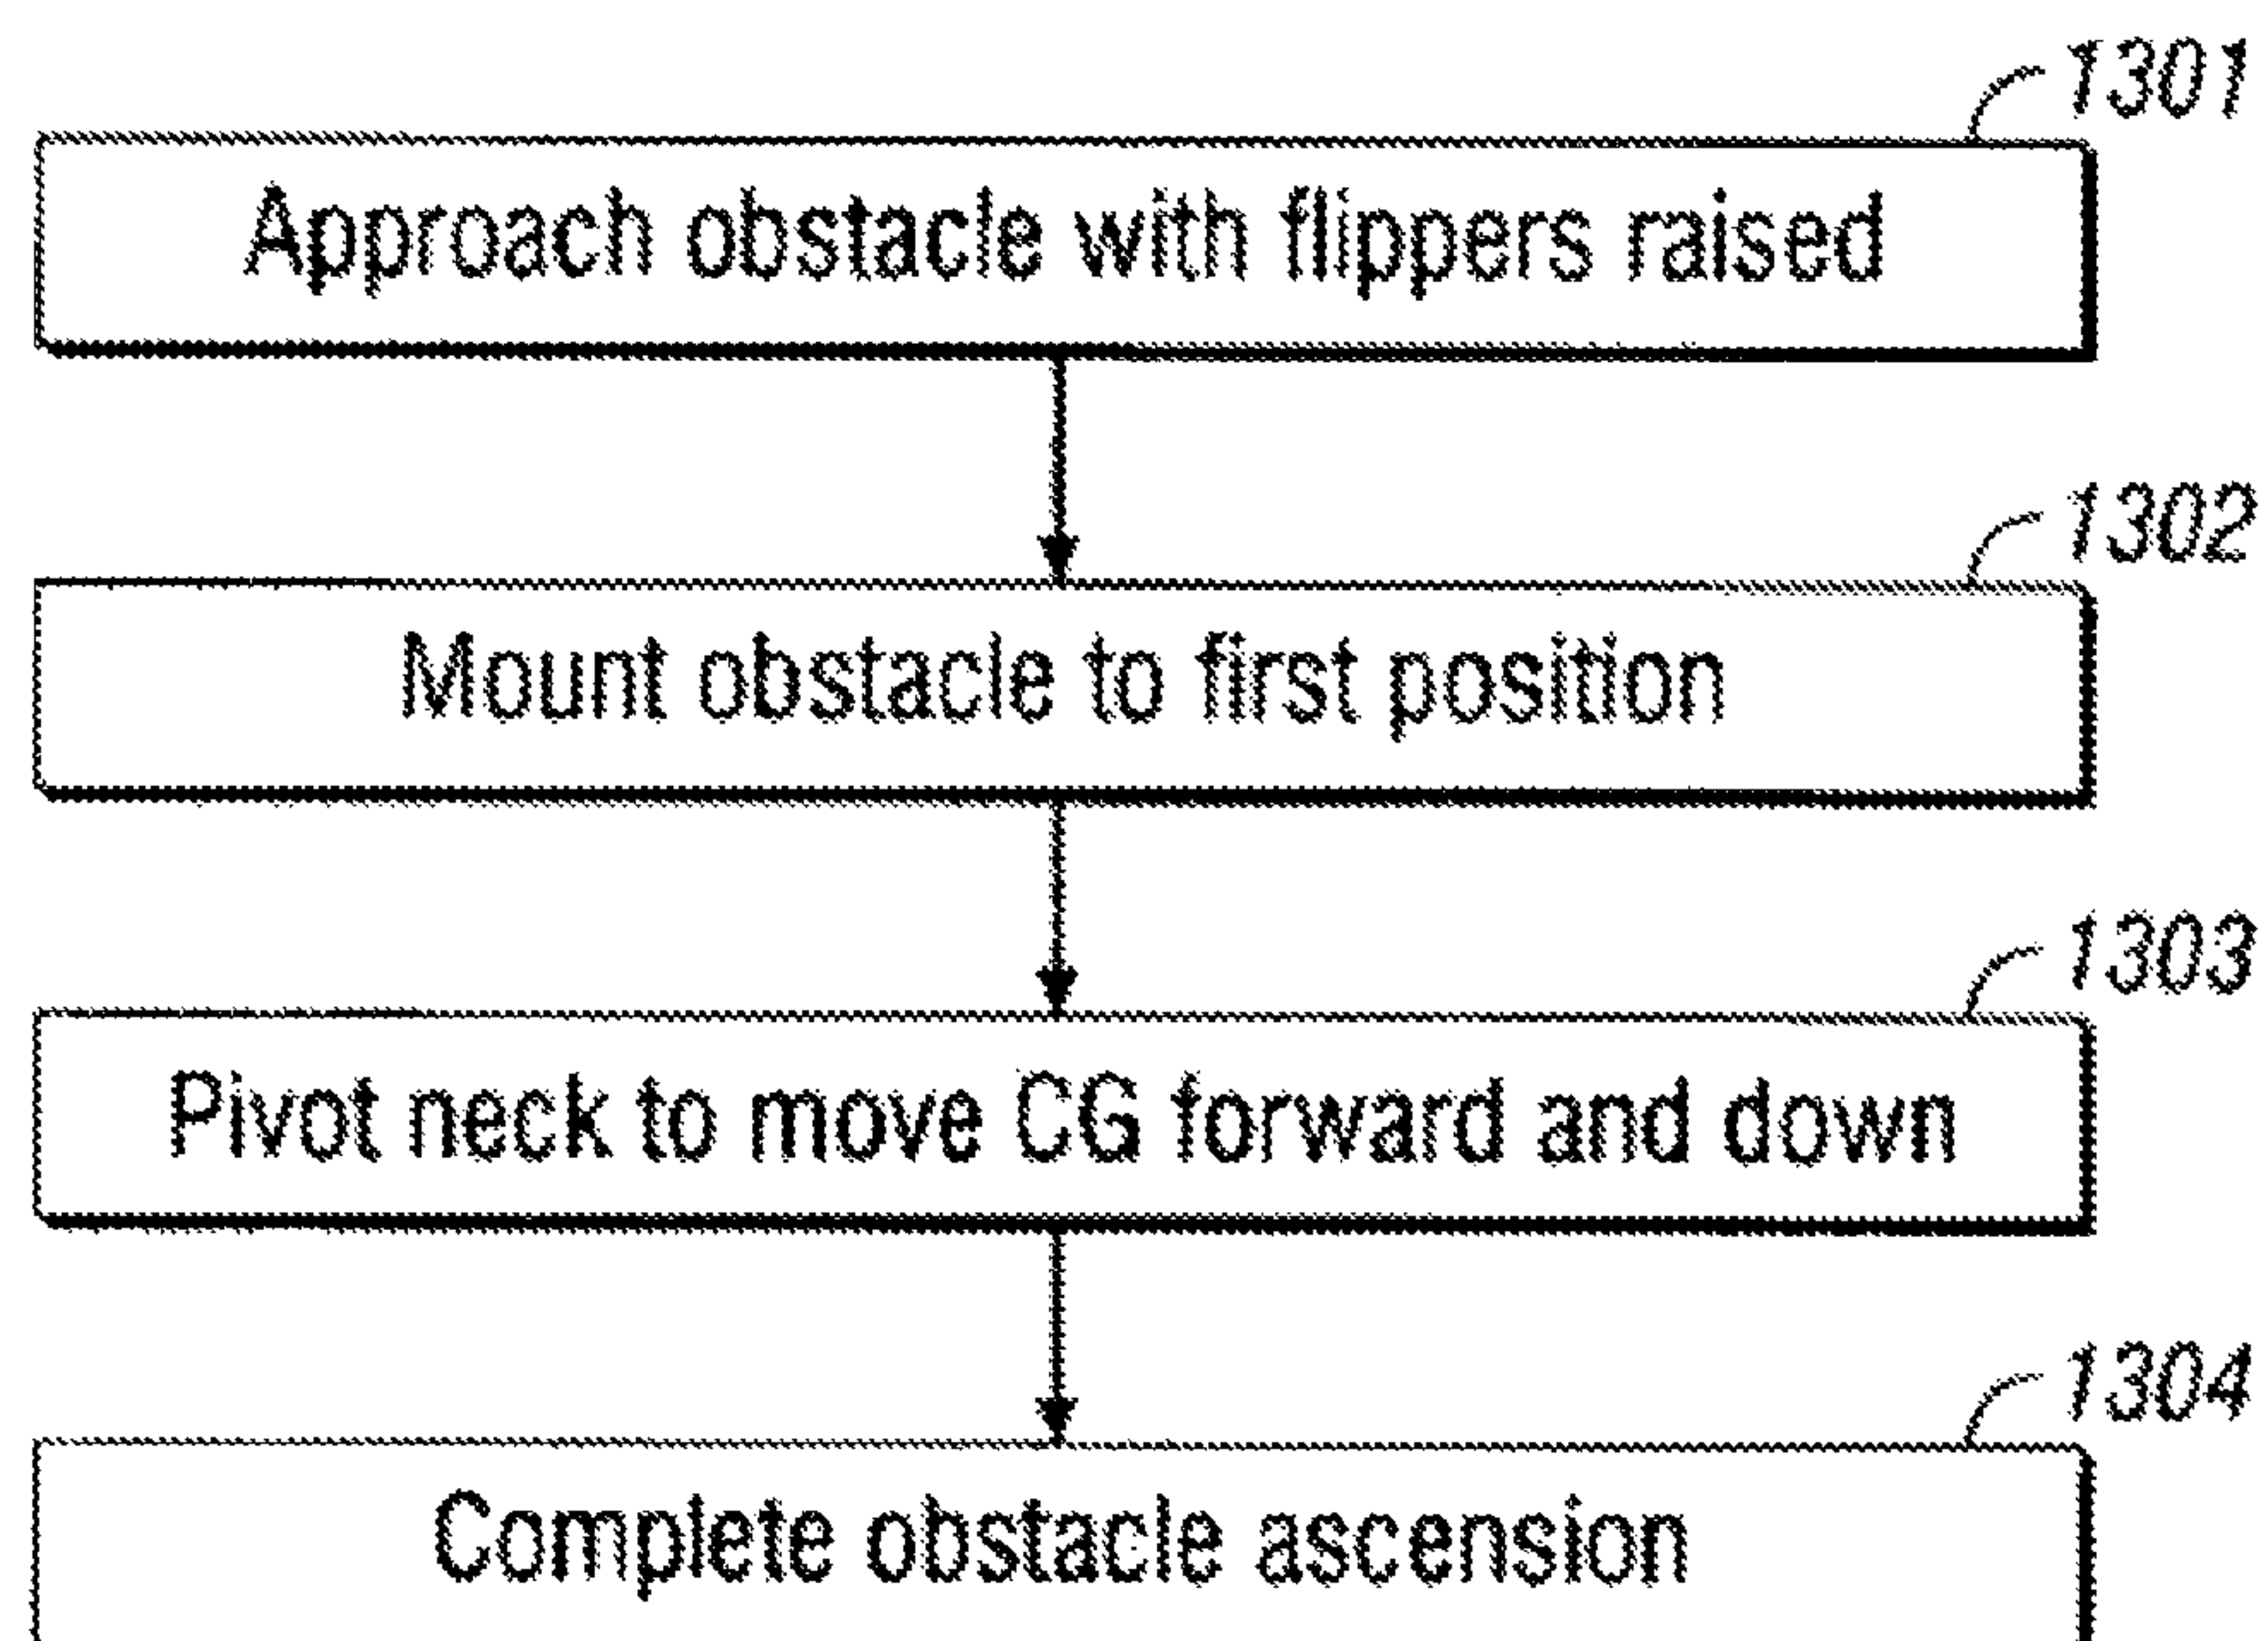 1301
Approach obstacle with flippers raised
1302
Mount obstacle to first position
1303
Pivot neck to move CG forward and down
1304
Complete obstacle ascension